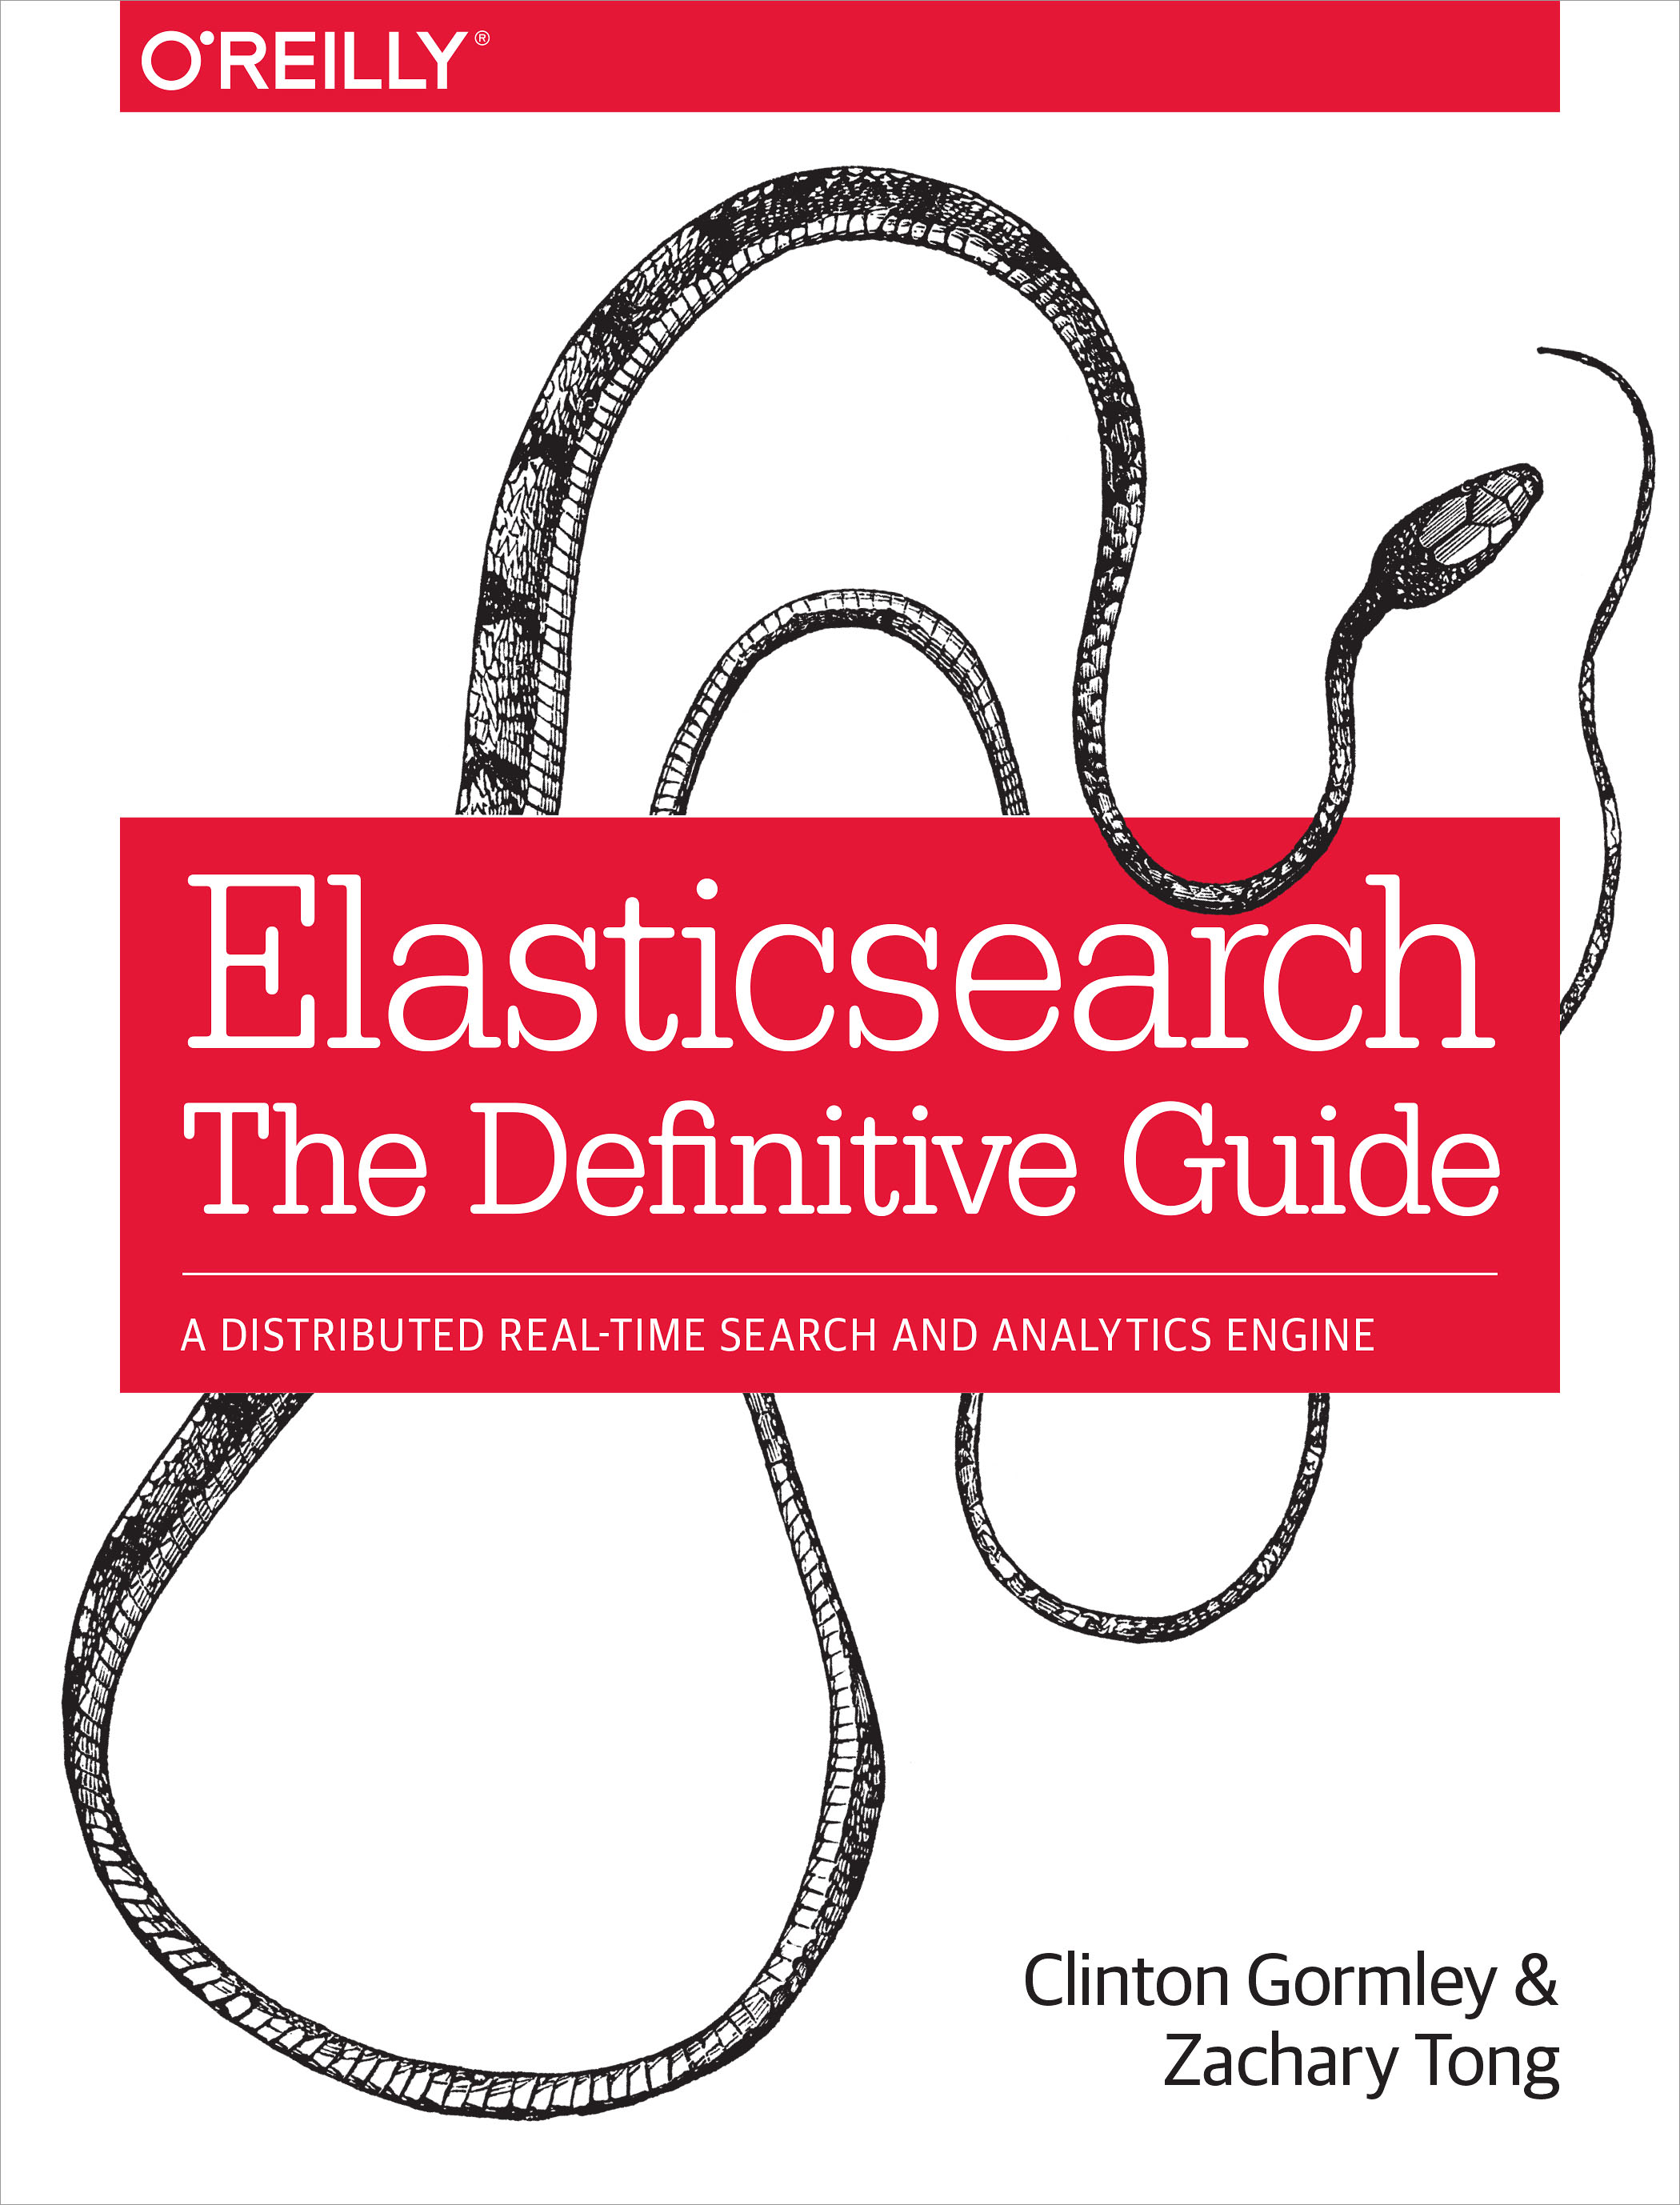 O'REILLY®
Elasticsearch
The Definitive Guide
A DISTRIBUTED REAL-TIME SEARCH AND ANALYTICS ENGINE
Clinton Gormley &
Zachary Tong